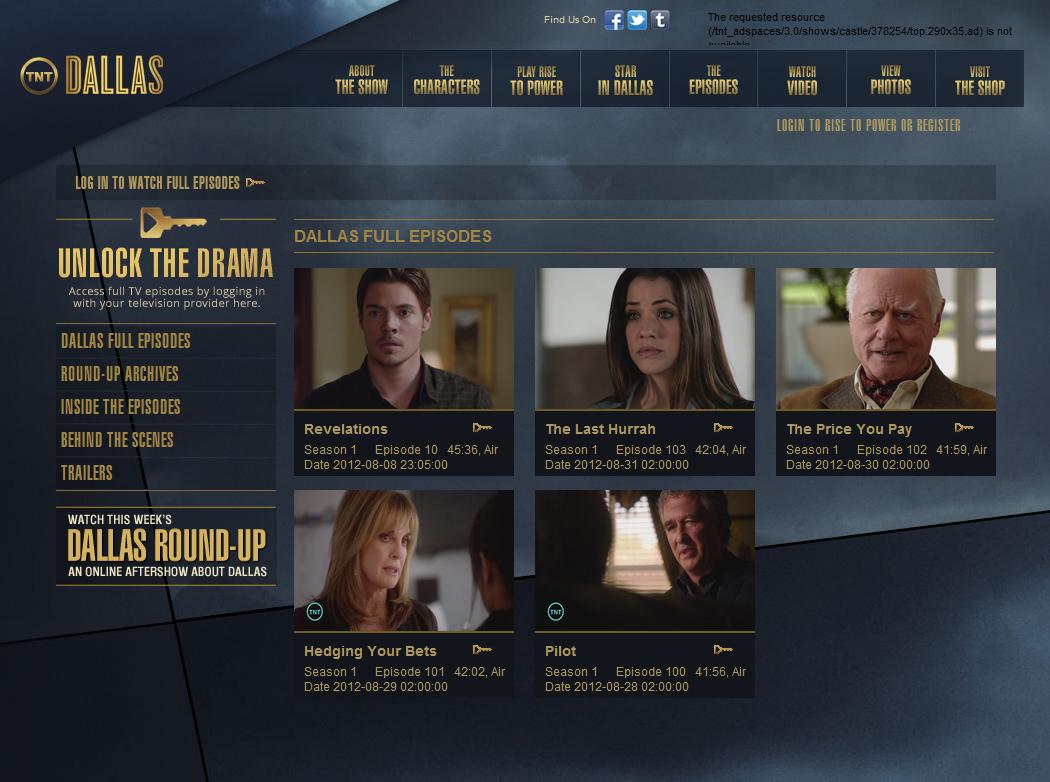 Find Us On
The requested resource
(/tnt_adspaces/3.0/shows/castle/378254/top.290x35.ad) is not
available
TNT DALLAS
ABOUT
THE SHOW
THE
CHARACTERS
PLAY RISE
TO POWER
STAR
IN DALLAS
THE
EPISODES
WATCH
VIDEO
VIEW
PHOTOS
VISIT
THE SHOP
LOGIN TO RISE TO POWER OR REGISTER
LOG IN TO WATCH FULL EPISODES
UNLOCK THE DRAMA
Access full TV episodes by logging in
with your television provider here.
DALLAS FULL EPISODES
ROUND-UP ARCHIVES
INSIDE THE EPISODES
BEHIND THE SCENES
TRAILERS
WATCH THIS WEEK'S
DALLAS ROUND-UP
AN ONLINE AFTERSHOW ABOUT DALLAS
DALLAS FULL EPISODES
Revelations
Season 1 Episode 10 45:36, Air
Date 2012-08-08 23:05:00
The Last Hurrah
Season 1 Episode 103 42:04, Air
Date 2012-08-31 02:00:00
The Price You Pay
Season 1 Episode 102 41:59, Air
Date 2012-08-30 02:00:00
TNT
Hedging Your Bets
Season 1 Episode 101 42:02, Air
Date 2012-08-29 02:00:00
TNT
Pilot
Season 1 Episode 100 41:56, Air
Date 2012-08-28 02:00:00